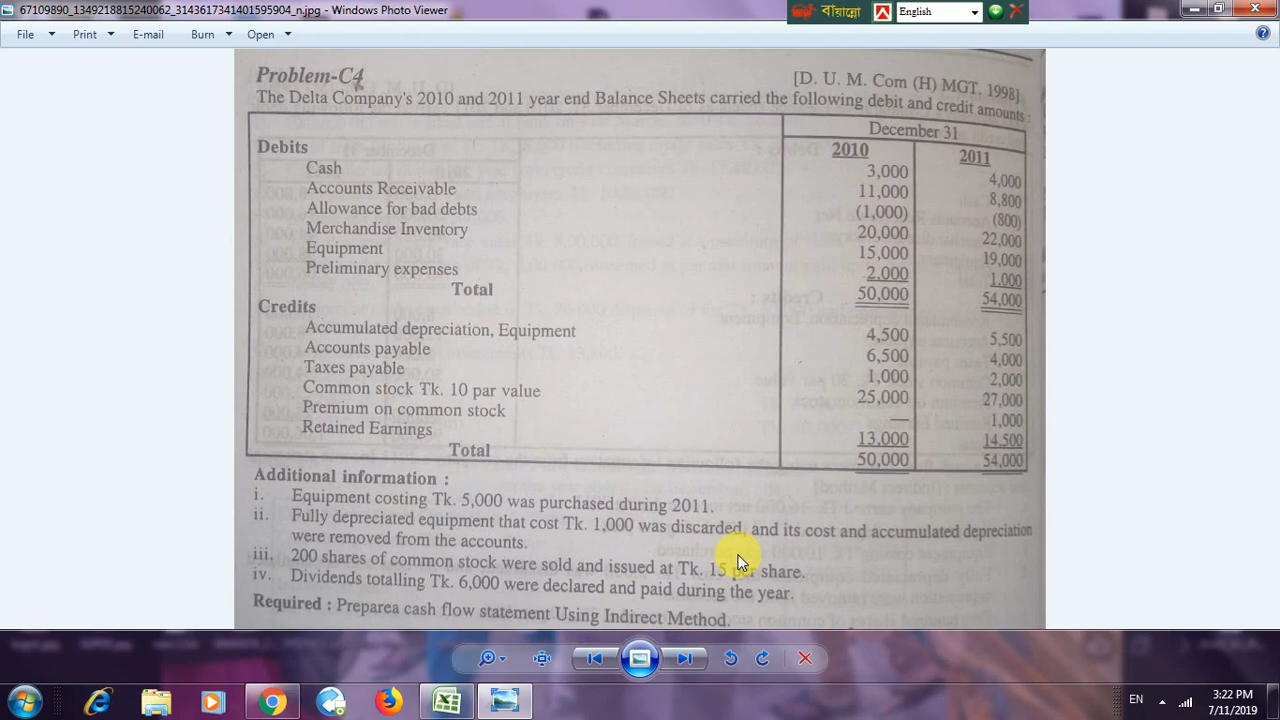 67109890_1349263915240062_3123617341401599904_n.jpg - Windows Photo Viewer
বায়ান্নো English
File Print E-mail Open
Problem-C4
[D. U. M. Com (H) MGT. 1998]
The Delta Company's 2010 and 2011 year end Balance Sheets carried the following debit and credit amounts :
December 31
Debits 2010 2011
Cash 3,000 4,000
Accounts Receivable 11,000 8,800
Allowance for bad debts (1,000) (800)
Merchandise Inventory 20,000 22,000
Equipment 15,000 19,000
Preliminary expenses 2,000 1,000
Total 50,000 54,000
Credits
Accumulated depreciation, Equipment 4,500 5,500
Accounts payable 6,500 4,000
Taxes payable 1,000 2,000
Common stock Tk. 10 par value 25,000 27,000
Premium on common stock — 1,000
Retained Earnings 13,000 14,500
Total 50,000 54,000
Additional information :
i. Equipment costing Tk. 5,000 was purchased during 2011.
ii. Fully depreciated equipment that cost Tk. 1,000 was discarded, and its cost and accumulated depreciation
were removed from the accounts.
iii. 200 shares of common stock were sold and issued at Tk. 15 per share.
iv. Dividends totalling Tk. 6,000 were declared and paid during the year.
Required : Preparea cash flow statement Using Indirect Method.
EN
3:22 PM
7/11/2019